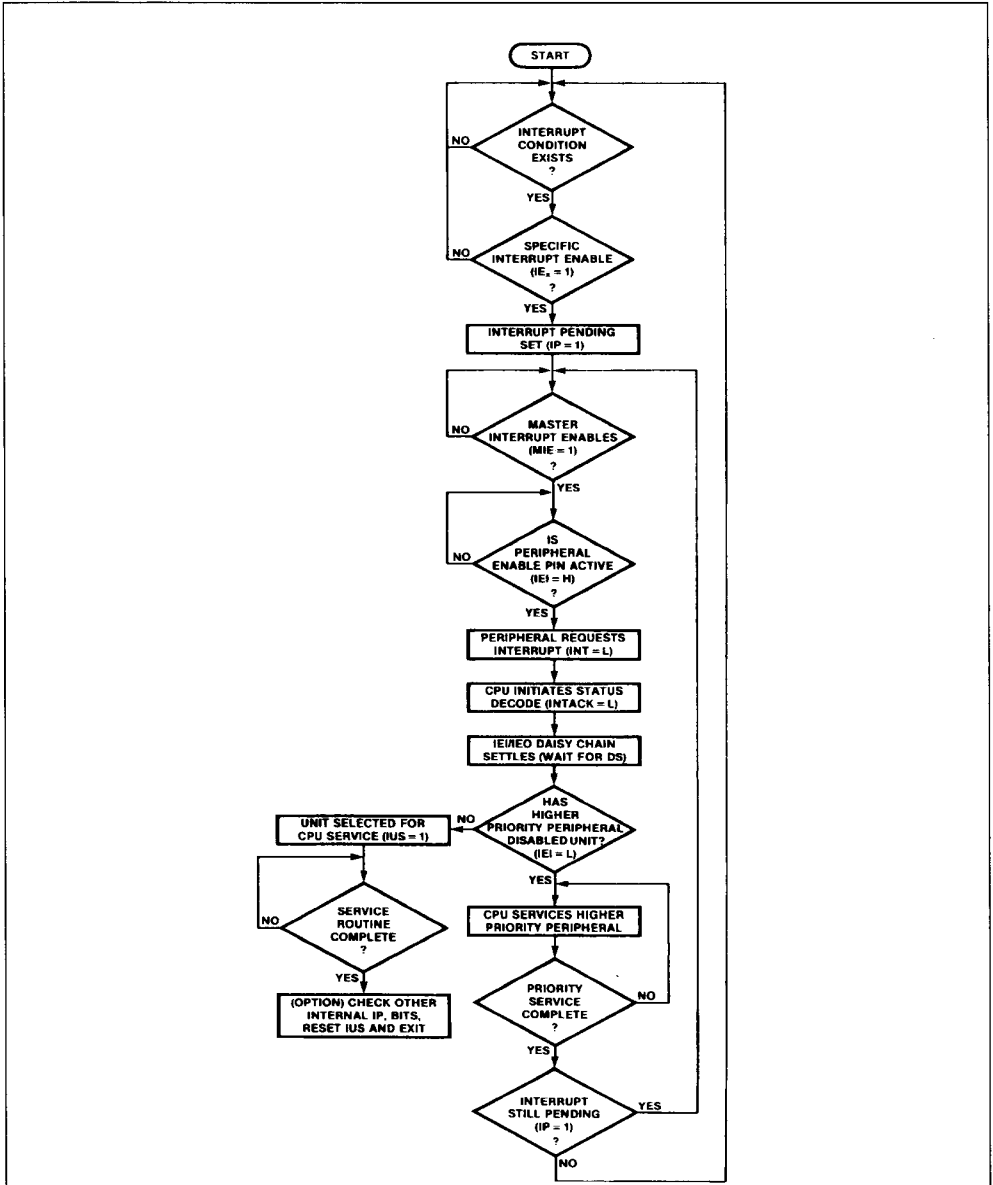 START
INTERRUPT
CONDITION
EXISTS
?
NO
YES
SPECIFIC
INTERRUPT ENABLE
(IEx = 1)
?
NO
YES
INTERRUPT PENDING
SET (IP = 1)
MASTER
INTERRUPT ENABLES
(MIE = 1)
?
NO
YES
IS
PERIPHERAL
ENABLE PIN ACTIVE
(IEI = H)
?
NO
YES
PERIPHERAL REQUESTS
INTERRUPT (INT = L)
CPU INITIATES STATUS
DECODE (INTACK = L)
IEI/IEO DAISY CHAIN
SETTLES (WAIT FOR DS)
HAS
HIGHER
PRIORITY PERIPHERAL
DISABLED UNIT?
(IEI = L)
NO
YES
UNIT SELECTED FOR
CPU SERVICE (IUS = 1)
SERVICE
ROUTINE
COMPLETE
?
NO
YES
(OPTION) CHECK OTHER
INTERNAL IP, BITS,
RESET IUS AND EXIT
CPU SERVICES HIGHER
PRIORITY PERIPHERAL
PRIORITY
SERVICE
COMPLETE
?
NO
YES
INTERRUPT
STILL PENDING
(IP = 1)
?
YES
NO